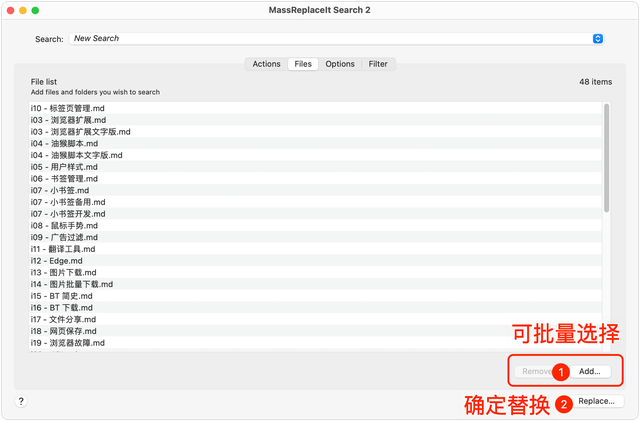 MassReplaceIt Search 2
Search: New Search
Actions Files Options Filter
File list 48 items
Add files and folders you wish to search
i10 - 标签页管理.md
i03 - 浏览器扩展.md
i03 - 浏览器扩展文字版.md
i04 - 油猴脚本.md
i04 - 油猴脚本文字版.md
i05 - 用户样式.md
i06 - 书签管理.md
i07 - 小书签.md
i07 - 小书签备用.md
i07 - 小书签开发.md
i08 - 鼠标手势.md
i09 - 广告过滤.md
i11 - 翻译工具.md
i12 - Edge.md
i13 - 图片下载.md
i14 - 图片批量下载.md
i15 - BT 简史.md
i16 - BT 下载.md
i17 - 文件分享.md
i18 - 网页保存.md
i19 - 浏览器故障.md
可批量选择
Remove 1 Add...
确定替换 2 Replace...
?